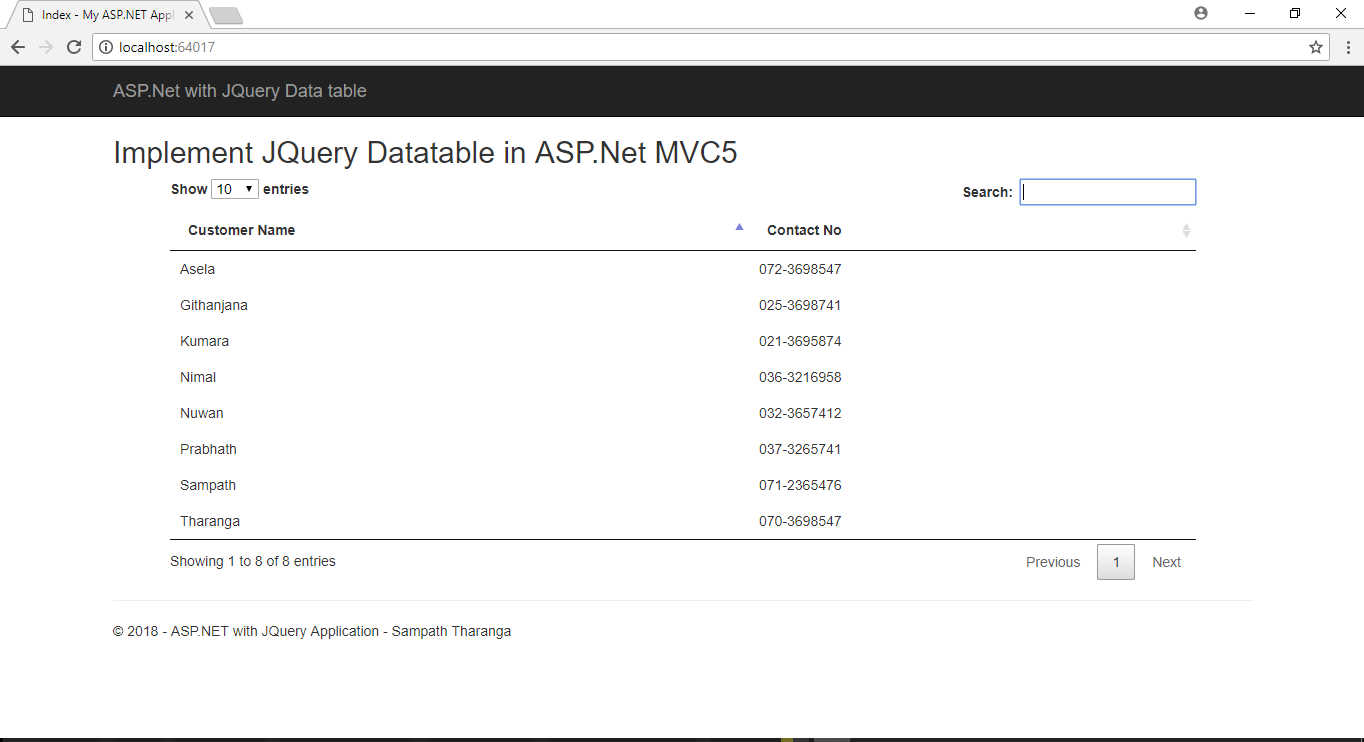 Index - My ASP.NET Appl
localhost:64017
ASP.Net with JQuery Data table
Implement JQuery Datatable in ASP.Net MVC5
Show 10 entries
Search:
Customer Name Contact No
Asela 072-3698547
Githanjana 025-3698741
Kumara 021-3695874
Nimal 036-3216958
Nuwan 032-3657412
Prabhath 037-3265741
Sampath 071-2365476
Tharanga 070-3698547
Showing 1 to 8 of 8 entries
Previous 1 Next
© 2018 - ASP.NET with JQuery Application - Sampath Tharanga